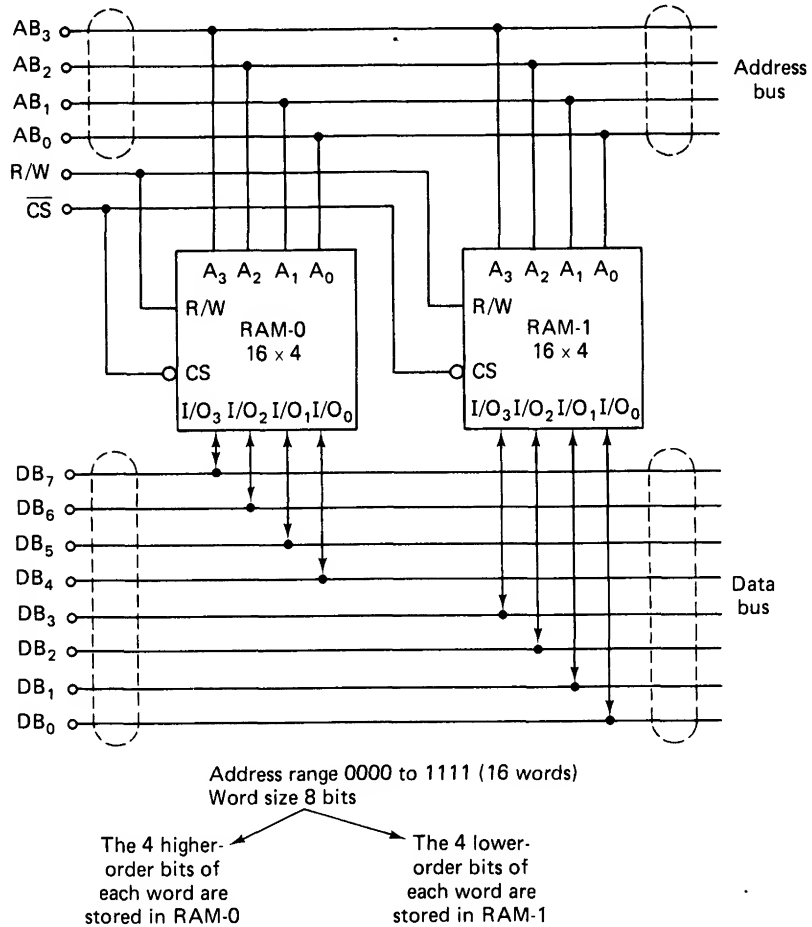 AB₃
AB₂
AB₁
AB₀
Address
bus
R/W
C̅S̅
A₃ A₂ A₁ A₀
R/W
RAM-0
16 × 4
CS
I/O₃ I/O₂ I/O₁ I/O₀
A₃ A₂ A₁ A₀
R/W
RAM-1
16 × 4
CS
I/O₃ I/O₂ I/O₁ I/O₀
DB₇
DB₆
DB₅
DB₄
DB₃
DB₂
DB₁
DB₀
Data
bus
Address range 0000 to 1111 (16 words)
Word size 8 bits
The 4 higher-
order bits of
each word are
stored in RAM-0
The 4 lower-
order bits of
each word are
stored in RAM-1